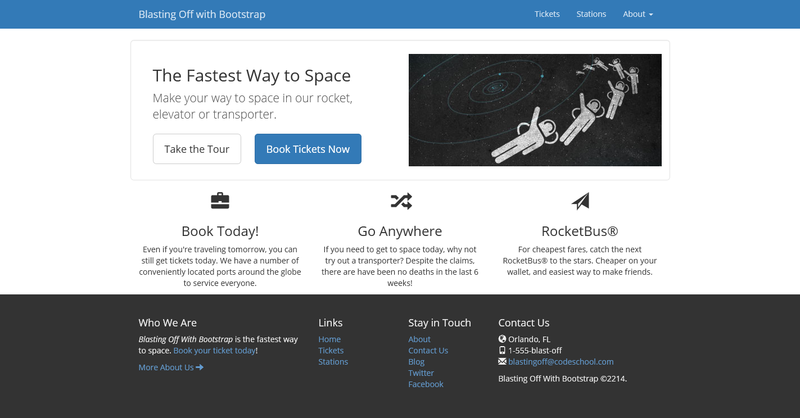 Blasting Off with Bootstrap
Tickets
Stations
About
The Fastest Way to Space
Make your way to space in our rocket,
elevator or transporter.
Take the Tour
Book Tickets Now
Book Today!
Even if you're traveling tomorrow, you can
still get tickets today. We have a number of
conveniently located ports around the globe
to service everyone.
Go Anywhere
If you need to get to space today, why not
try out a transporter? Despite the claims,
there are have been no deaths in the last 6
weeks!
RocketBus®
For cheapest fares, catch the next
RocketBus® to the stars. Cheaper on your
wallet, and easiest way to make friends.
Who We Are
Blasting Off With Bootstrap is the fastest way
to space. Book your ticket today!
More About Us
Links
Home
Tickets
Stations
Stay in Touch
About
Contact Us
Blog
Twitter
Facebook
Contact Us
Orlando, FL
1-555-blast-off
blastingoff@codeschool.com
Blasting Off With Bootstrap ©2214.